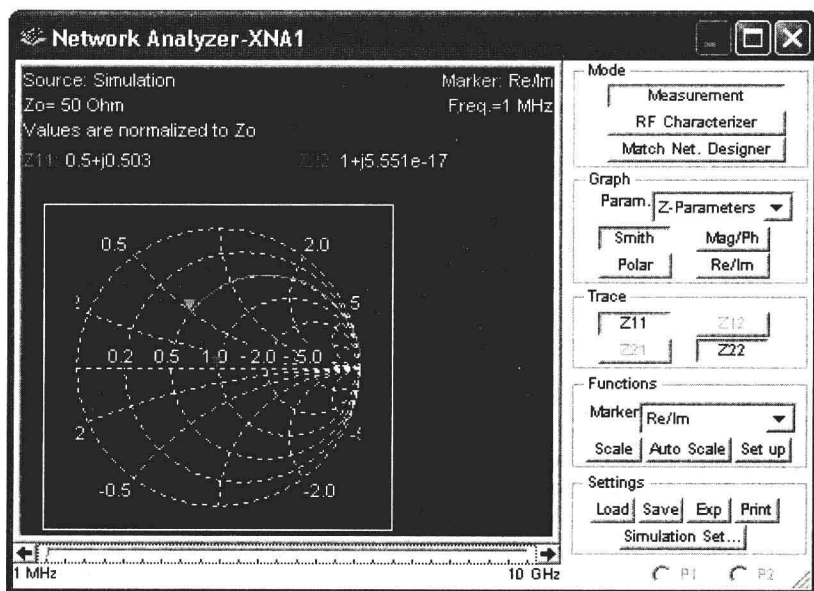 Network Analyzer-XNA1
Source: Simulation
Marker: Re/Im
Zo= 50 Ohm
Freq.=1 MHz
Values are normalized to Zo
Z11: 0.5+j0.503
Z22: 1+j5.551e-17
0.5
2.0
5
0.2 0.5 1.0 -2.0 -5.0
2
-5
-0.5
-2.0
1 MHz
10 GHz
Mode
Measurement
RF Characterizer
Match Net. Designer
Graph
Param. Z-Parameters
Smith
Mag/Ph
Polar
Re/Im
Trace
Z11
Z12
Z21
Z22
Functions
Marker Re/Im
Scale
Auto Scale
Set up
Settings
Load
Save
Exp
Print
Simulation Set...
P1
P2